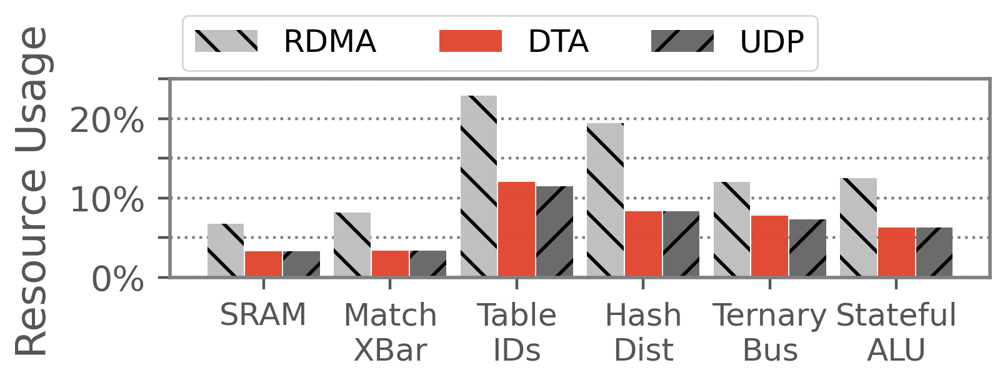 RDMA DTA UDP
Resource Usage
20%
10%
0%
SRAM Match XBar Table IDs Hash Dist Ternary Bus Stateful ALU